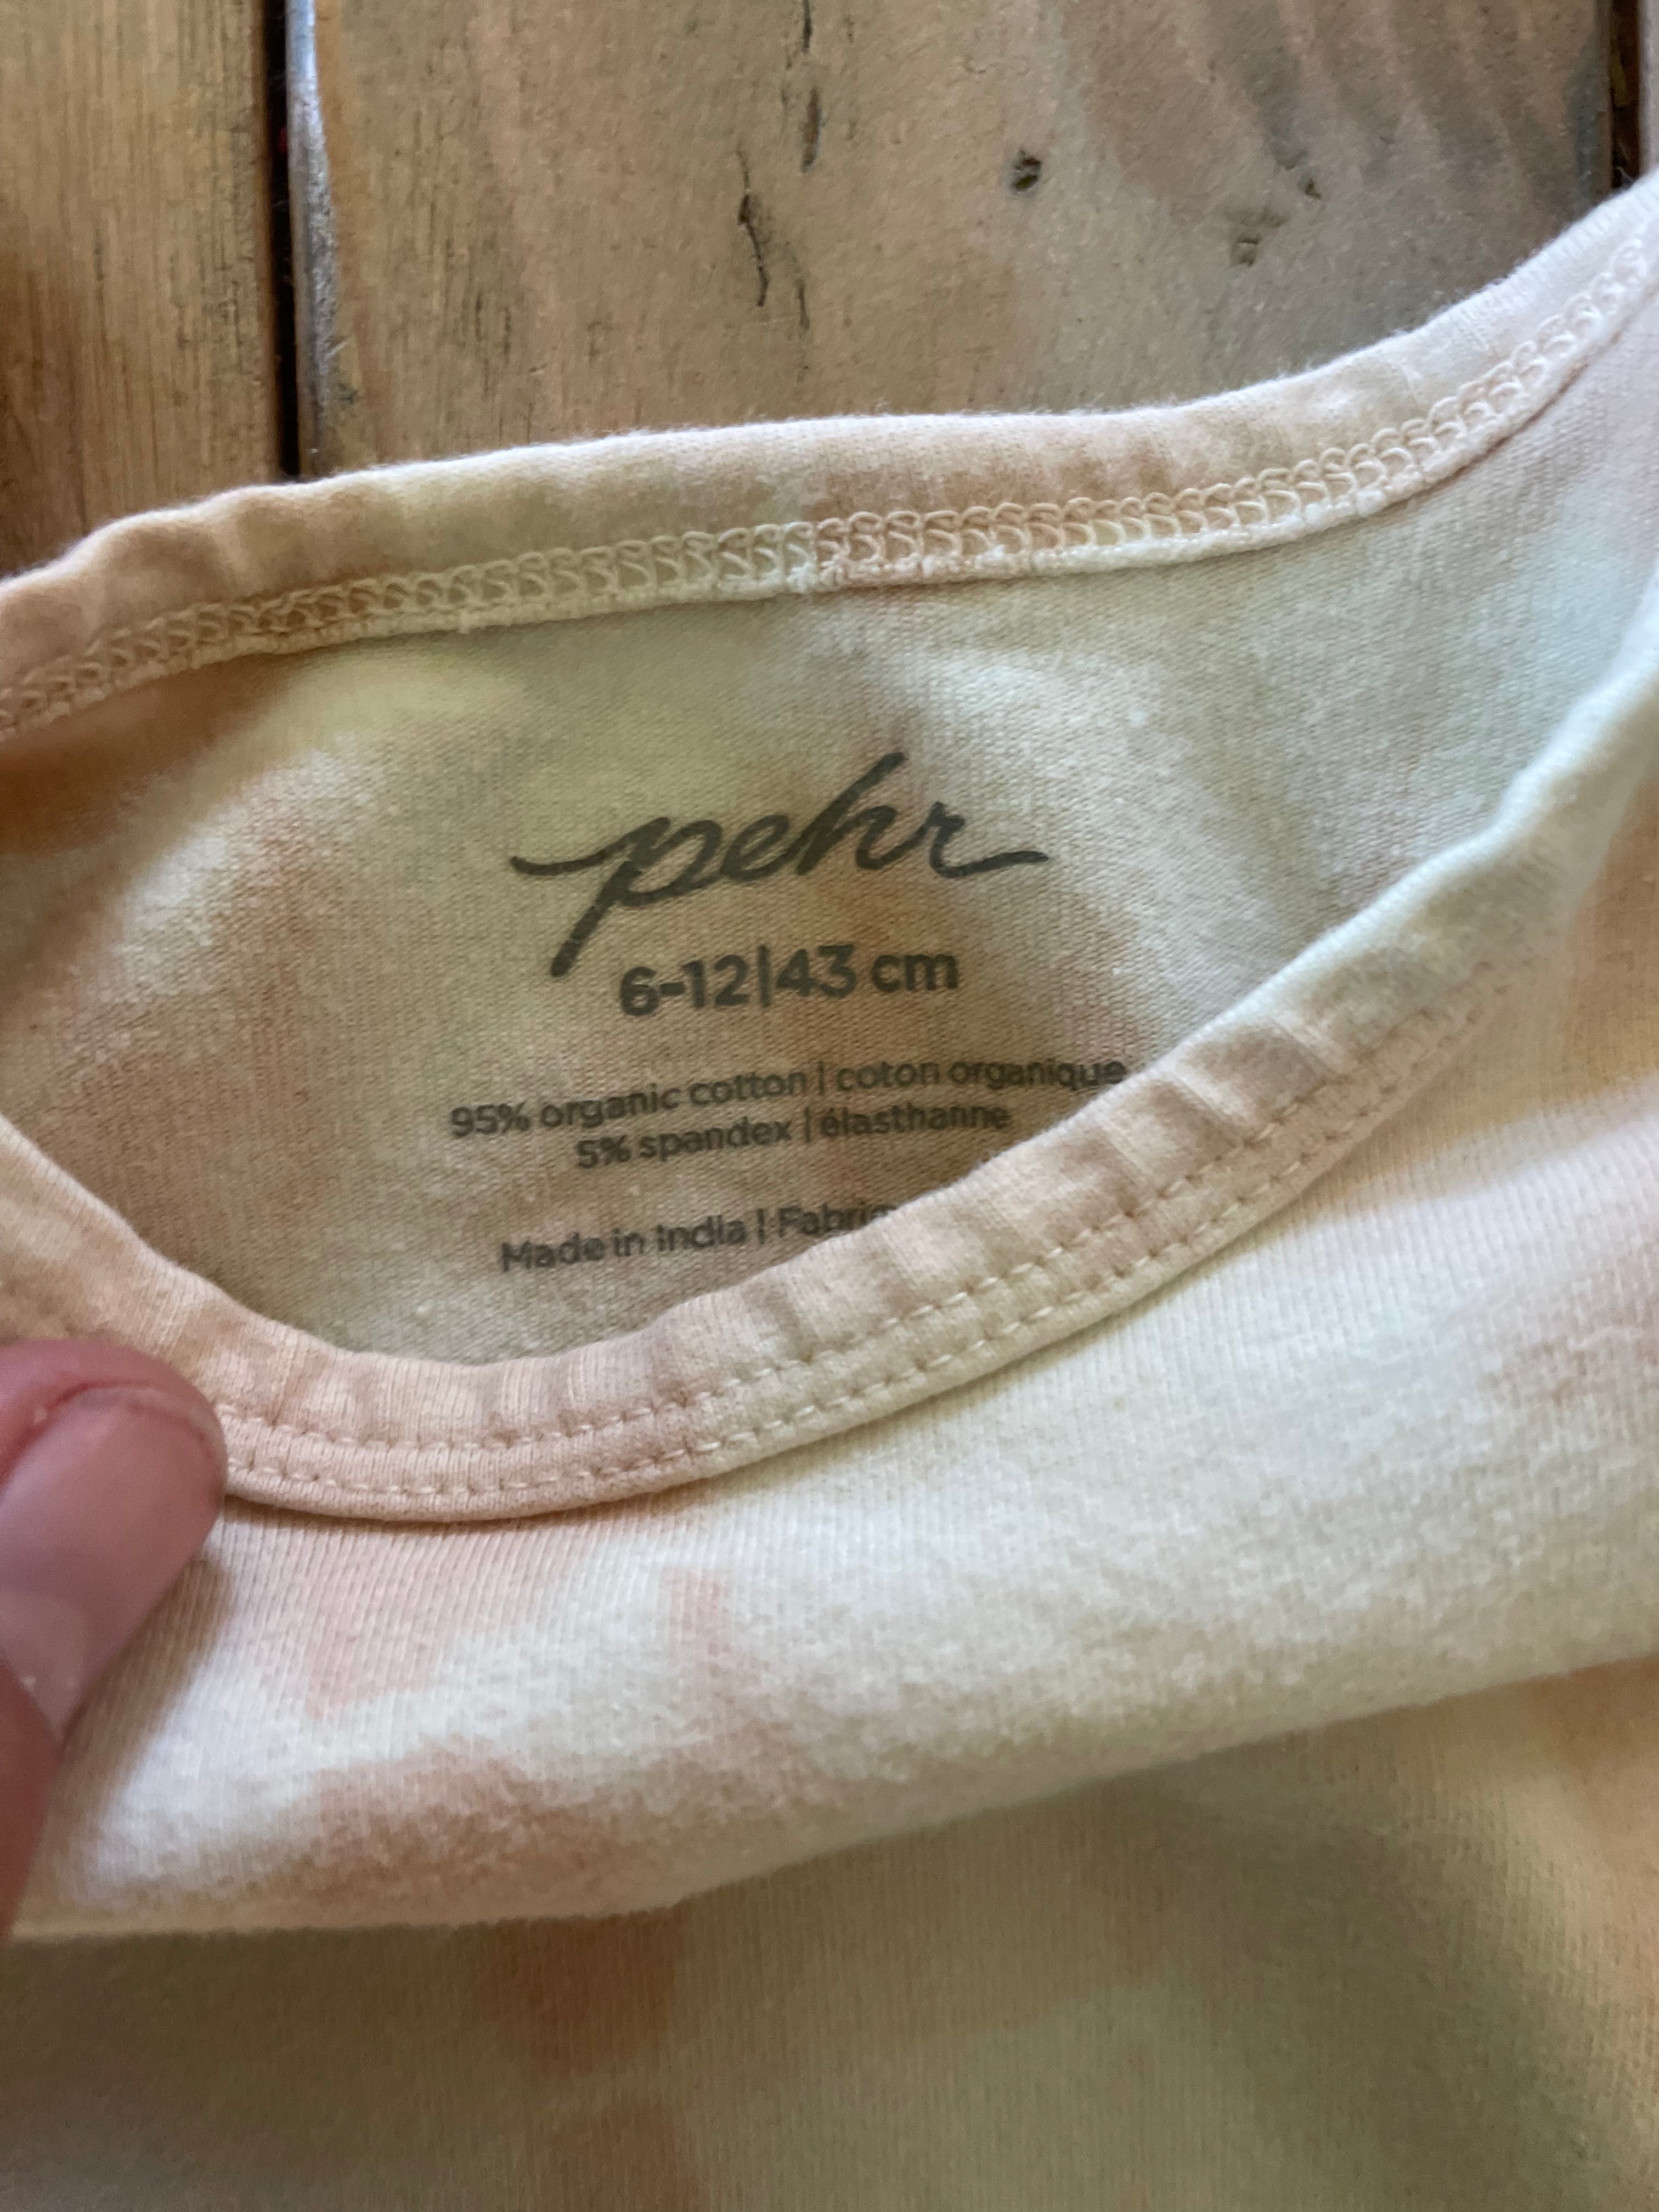 pehr
6-12|43 cm
95% organic cotton | coton organique
5% spandex | élasthanne
Made in India |